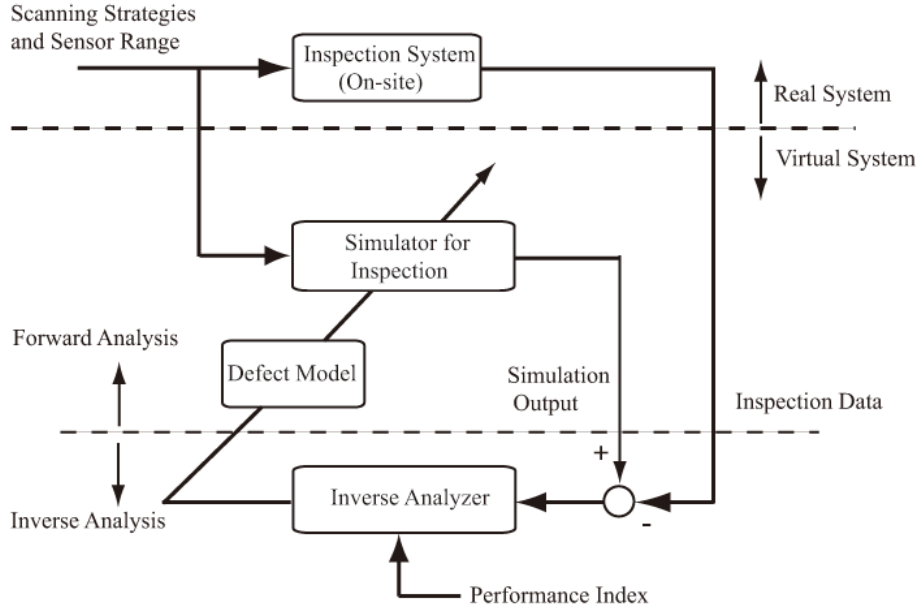 Scanning Strategies
and Sensor Range
Inspection System
(On-site)
Real System
Virtual System
Simulator for
Inspection
Forward Analysis
Defect Model
Simulation
Output
Inspection Data
+
Inverse Analyzer
-
Inverse Analysis
Performance Index